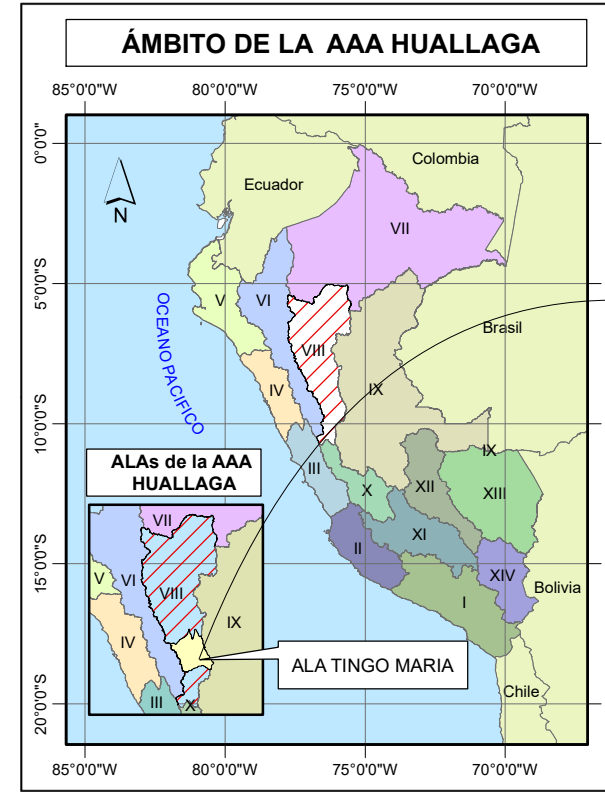 ÁMBITO DE LA AAA HUALLAGA
85°0'0"W 80°0'0"W 75°0'0"W 70°0'0"W
0°0'0"
5°0'0"S
10°0'0"S
15°0'0"S
20°0'0"S
N
Colombia
Ecuador
VII
V
VI
OCEANO PACIFICO
Brasil
VIII
IV
IX
IX
III
X
XII
XIII
II
XI
XIV
I
Bolivia
Chile
ALAs de la AAA
HUALLAGA
VII
V
VI
VIII
IV
IX
III
X
ALA TINGO MARIA
85°0'0"W 80°0'0"W 75°0'0"W 70°0'0"W